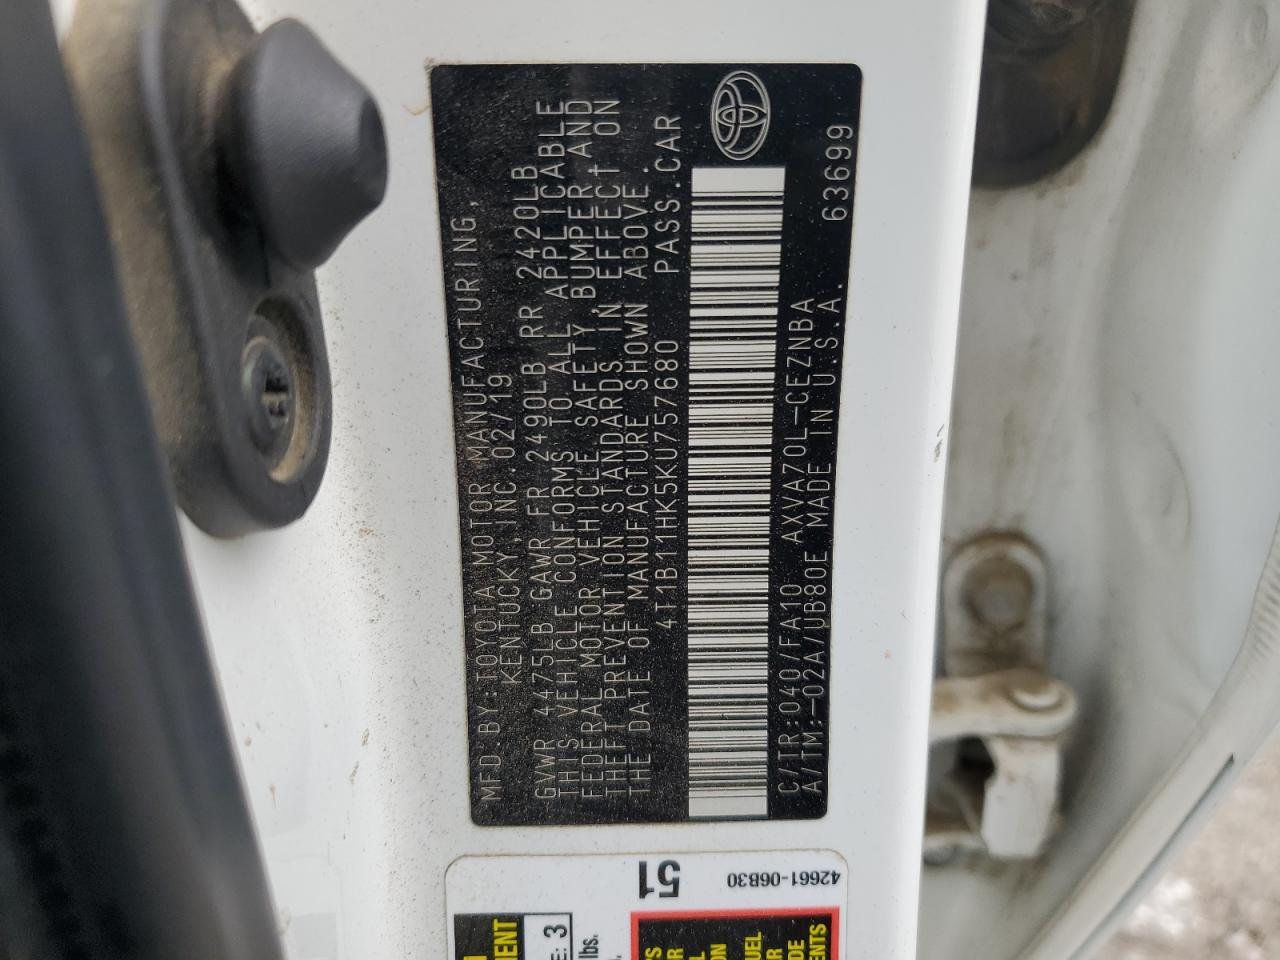 MFD.BY:TOYOTA MOTOR MANUFACTURING,
KENTUCKY,INC.02/19
GVWR 4475LB GAWR FR 2490LB RR 2420LB
THIS VEHICLE CONFORMS TO ALL APPLICABLE
FEDERAL MOTOR VEHICLE SAFETY,BUMPER,AND
THEFT PREVENTION STANDARDS IN EFFECT ON
THE DATE OF MANUFACTURE SHOWN ABOVE.
4T1B11HK5KU757680 PASS.CAR
C/TR:040/FA10 AXVA70L-CEZNBA
A/TM:-02A/UB80E MADE IN U.S.A.
63699
51
42661-06B30
3
lbs.